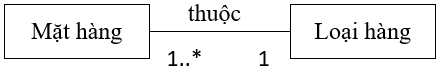 thuộc
Mặt hàng Loại hàng
1..* 1